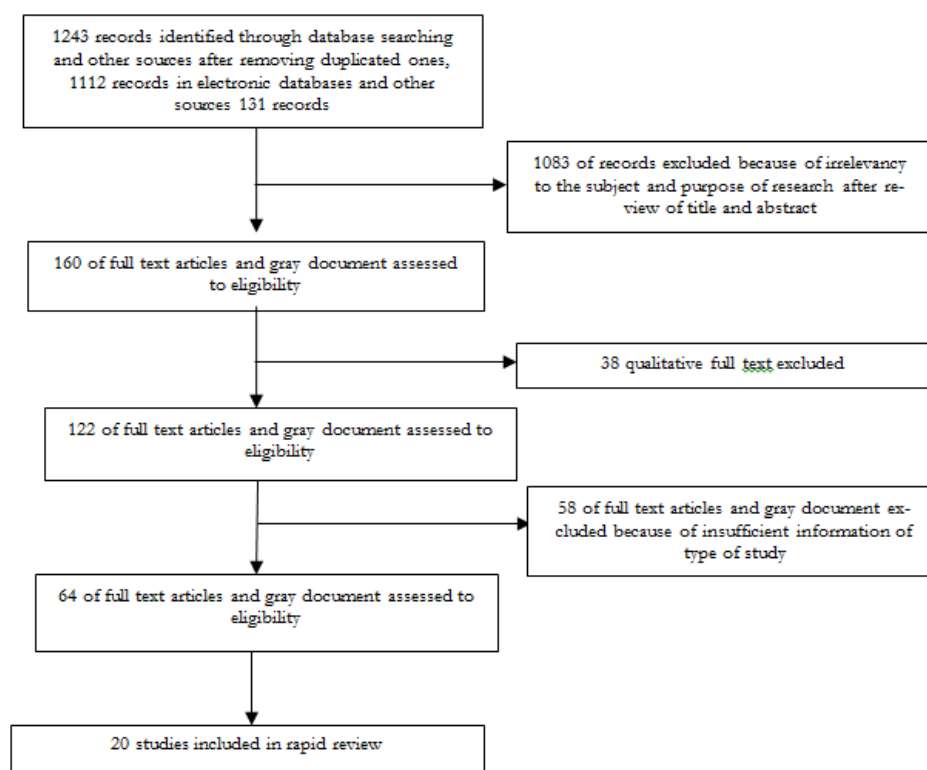 1243 records identified through database searching
and other sources after removing duplicated ones,
1112 records in electronic databases and other
sources 131 records
1083 of records excluded because of irrelevancy
to the subject and purpose of research after re-
view of title and abstract
160 of full text articles and gray document assessed
to eligibility
38 qualitative full text excluded
122 of full text articles and gray document assessed to
eligibility
58 of full text articles and gray document ex-
cluded because of insufficient information of
type of study
64 of full text articles and gray document assessed to
eligibility
20 studies included in rapid review